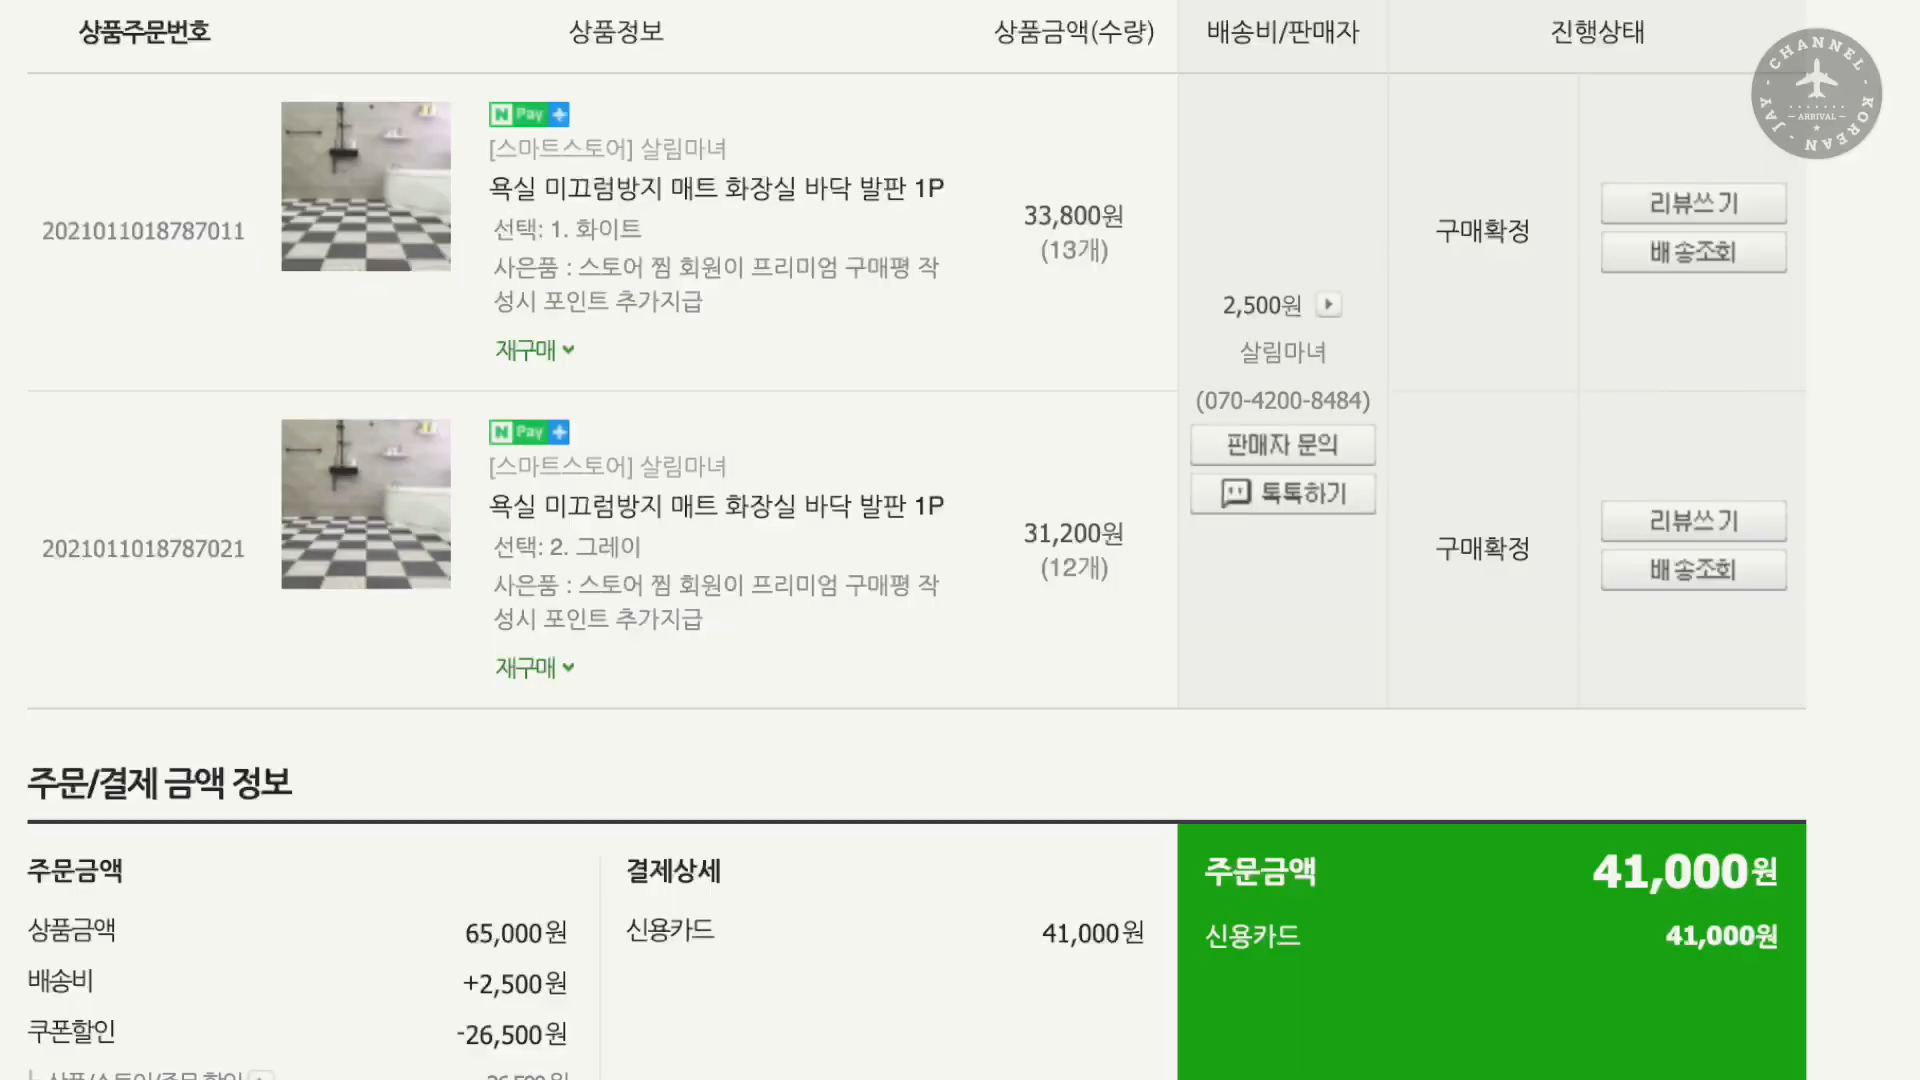 상품주문번호
상품정보
상품금액(수량)
배송비/판매자
진행상태
CHANNEL KOREAN JAY
ARRIVAL
2021011018787011
N Pay +
[스마트스토어] 살림마녀
욕실 미끄럼방지 매트 화장실 바닥 발판 1P
선택: 1. 화이트
사은품 : 스토어 찜 회원이 프리미엄 구매평 작
성시 포인트 추가지급
재구매
33,800원
(13개)
2,500원
살림마녀
(070-4200-8484)
판매자 문의
톡톡하기
구매확정
리뷰쓰기
배송조회
2021011018787021
N Pay +
[스마트스토어] 살림마녀
욕실 미끄럼방지 매트 화장실 바닥 발판 1P
선택: 2. 그레이
사은품 : 스토어 찜 회원이 프리미엄 구매평 작
성시 포인트 추가지급
재구매
31,200원
(12개)
구매확정
리뷰쓰기
배송조회
주문/결제 금액 정보
주문금액
상품금액 65,000원
배송비 +2,500원
쿠폰할인 -26,500원
결제상세
신용카드 41,000원
주문금액 41,000원
신용카드 41,000원